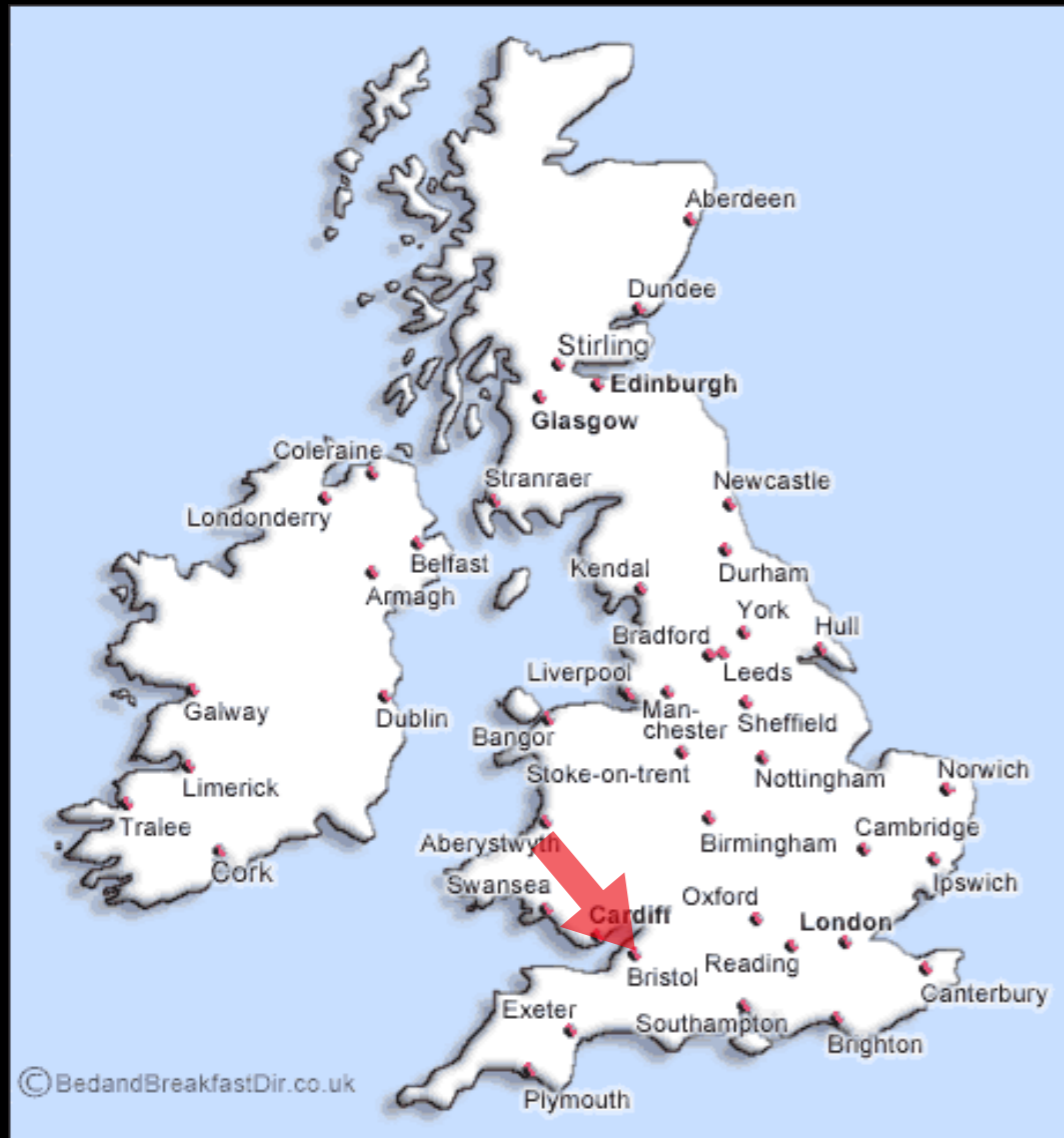 Aberdeen
Dundee
Stirling
Edinburgh
Glasgow
Coleraine
Stranraer
Newcastle
Londonderry
Belfast
Kendal
Durham
Armagh
York
Bradford
Hull
Liverpool
Leeds
Galway
Dublin
Man-
chester
Sheffield
Bangor
Stoke-on-trent
Nottingham
Norwich
Limerick
Tralee
Aberystwyth
Birmingham
Cambridge
Cork
Swansea
Oxford
Ipswich
Cardiff
London
Bristol
Reading
Canterbury
Exeter
Southampton
Brighton
©BedandBreakfastDir.co.uk
Plymouth